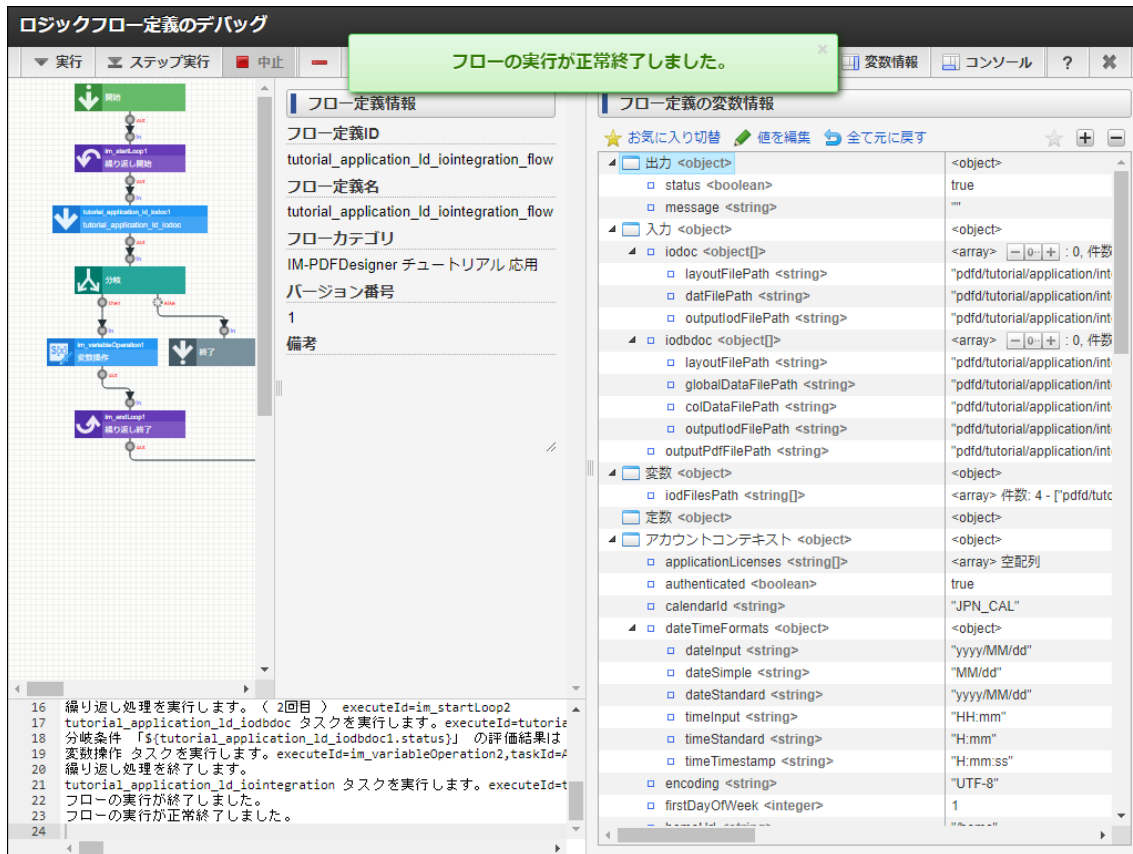 ロジックフロー定義のデバッグ
実行 ステップ実行 中止
フローの実行が正常終了しました。
変数情報 コンソール ?
開始
out
in
im_startLoop1
繰り返し開始
out
in
tutorial_application_ld_iodoc1
tutorial_application_ld_iodoc
out
in
分岐
then else
in in
im_variableOperation1
変数操作
終了
out
in
im_endLoop1
繰り返し終了
out
フロー定義情報
フロー定義ID
tutorial_application_ld_iointegration_flow
フロー定義名
tutorial_application_ld_iointegration_flow
フローカテゴリ
IM-PDFDesigner チュートリアル 応用
バージョン番号
1
備考
フロー定義の変数情報
お気に入り切替 値を編集 全て元に戻す
出力 <object> <object>
status <boolean> true
message <string> ""
入力 <object> <object>
iodoc <object[]> <array> : 0, 件数
layoutFilePath <string> "pdfd/tutorial/application/int
datFilePath <string> "pdfd/tutorial/application/int
outputIodFilePath <string> "pdfd/tutorial/application/int
iodbdoc <object[]> <array> : 0, 件数
layoutFilePath <string> "pdfd/tutorial/application/int
globalDataFilePath <string> "pdfd/tutorial/application/int
colDataFilePath <string> "pdfd/tutorial/application/int
outputIodFilePath <string> "pdfd/tutorial/application/int
outputPdfFilePath <string> "pdfd/tutorial/application/int
変数 <object> <object>
iodFilesPath <string[]> <array> 件数: 4 - ["pdfd/tuto
定数 <object> <object>
アカウントコンテキスト <object> <object>
applicationLicenses <string[]> <array> 空配列
authenticated <boolean> true
calendarId <string> "JPN_CAL"
dateTimeFormats <object> <object>
dateInput <string> "yyyy/MM/dd"
dateSimple <string> "MM/dd"
dateStandard <string> "yyyy/MM/dd"
timeInput <string> "HH:mm"
timeStandard <string> "H:mm"
timeTimestamp <string> "H:mm:ss"
encoding <string> "UTF-8"
firstDayOfWeek <integer> 1
16 繰り返し処理を実行します。（ 2回目 ） executeId=im_startLoop2
17 tutorial_application_ld_iodbdoc タスクを実行します。executeId=tutoria
18 分岐条件 「${tutorial_application_ld_iodbdoc1.status}」 の評価結果は
19 変数操作 タスクを実行します。executeId=im_variableOperation2,taskId=A
20 繰り返し処理を終了します。
21 tutorial_application_ld_iointegration タスクを実行します。executeId=t
22 フローの実行が終了しました。
23 フローの実行が正常終了しました。
24